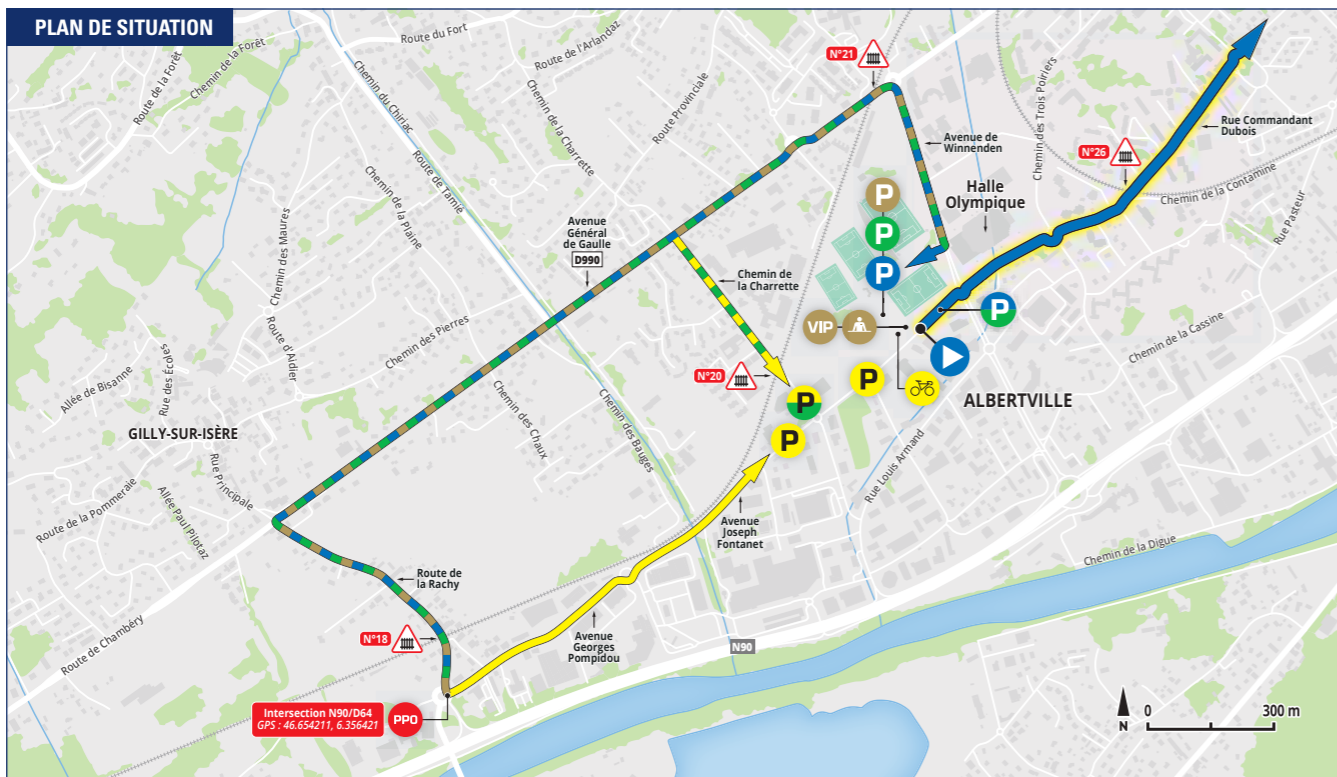 PLAN DE SITUATION
Route de la Forêt
Chemin de la Forêt
Route du Fort
Route de l'Arlandaz
Chemin du Chiriac
Route de Tamié
Chemin de la Charrette
Route Provinciale
N°21
Avenue de
Winnenden
Chemin des Trois Poiriers
N°26
Rue Commandant
Dubois
Chemin de la Contamine
Rue Pasteur
Halle
Olympique
P
P
P
Chemin de la Plaine
Chemin des Maures
Avenue
Général
de Gaulle
D990
Chemin de
la Charrette
VIP
P
Chemin de la Cassine
Chemin des Pierres
Route d'Aidier
Rue des Écoles
Allée de Bisanne
GILLY-SUR-ISÈRE
N°20
P
P
P
ALBERTVILLE
Chemin des Chaux
Chemin des Bauges
Rue Principale
Route de la Pommeraie
Allée Paul Pilotaz
Rue Louis Armand
Avenue
Joseph
Fontanet
Chemin de la Digue
Route de
la Rachy
N°18
Route de Chambéry
Avenue
Georges
Pompidou
N90
Intersection N90/D64
GPS : 46.654211, 6.356421
PPO
N
0
300 m